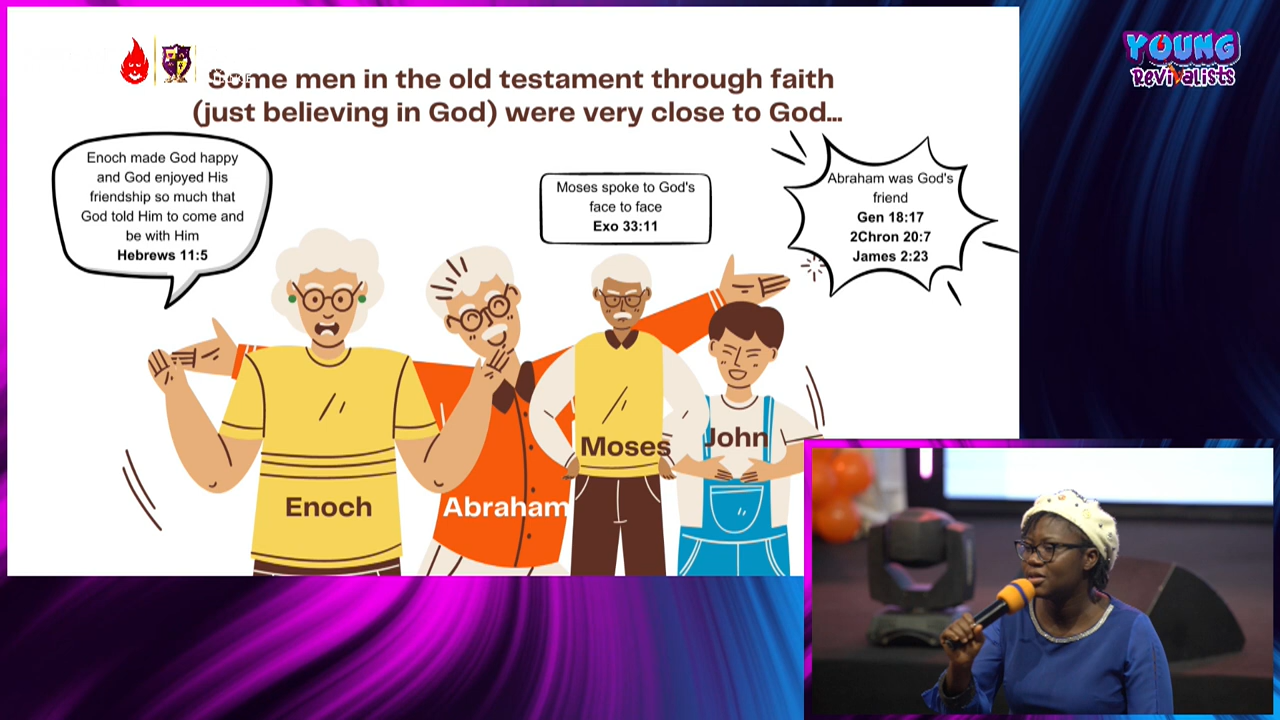 Some men in the old testament through faith
(just believing in God) were very close to God...
YOUNG
ReviValists
Enoch made God happy
and God enjoyed His
friendship so much that
God told Him to come and
be with Him
Hebrews 11:5
Moses spoke to God's
face to face
Exo 33:11
Abraham was God's
friend
Gen 18:17
2Chron 20:7
James 2:23
Enoch
Abraham
Moses
John